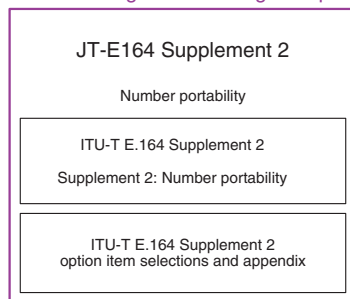 JT-E164 Supplement 2
Number portability
ITU-T E.164 Supplement 2
Supplement 2: Number portability
ITU-T E.164 Supplement 2
option item selections and appendix